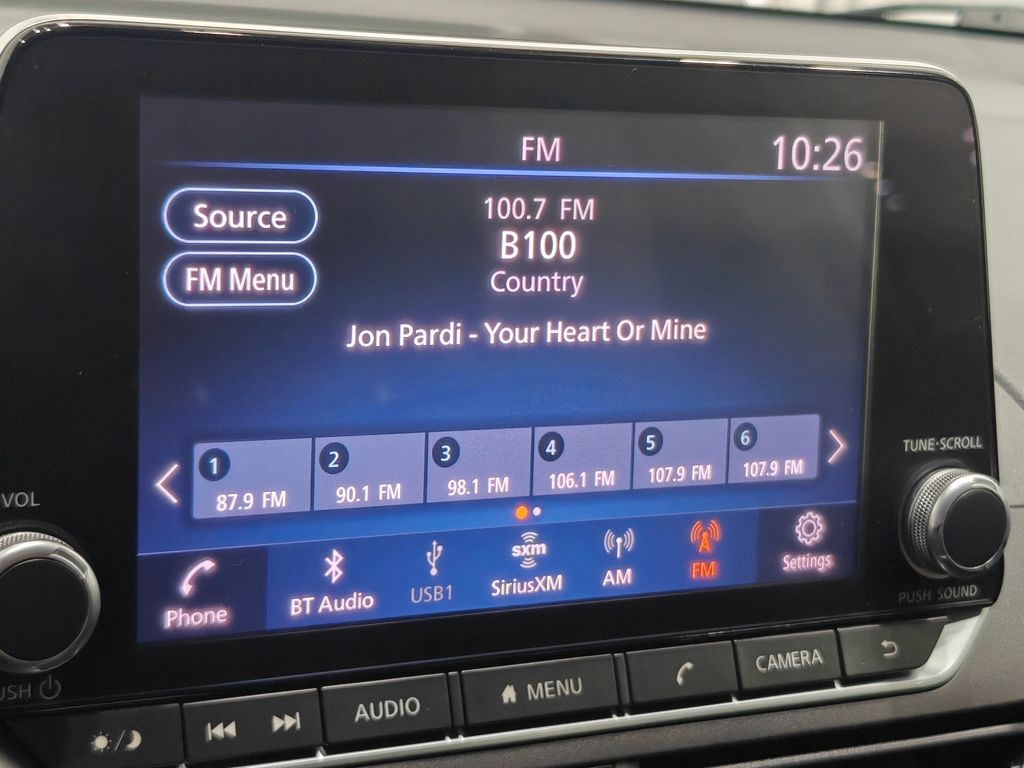 FM
10:26
Source
100.7 FM
B100
FM Menu
Country
Jon Pardi - Your Heart Or Mine
1
2
3
4
5
6
87.9 FM
90.1 FM
98.1 FM
106.1 FM
107.9 FM
107.9 FM
TUNE·SCROLL
VOL
Phone
BT Audio
USB1
sxm
SiriusXM
AM
FM
Settings
PUSH SOUND
USH
AUDIO
MENU
CAMERA